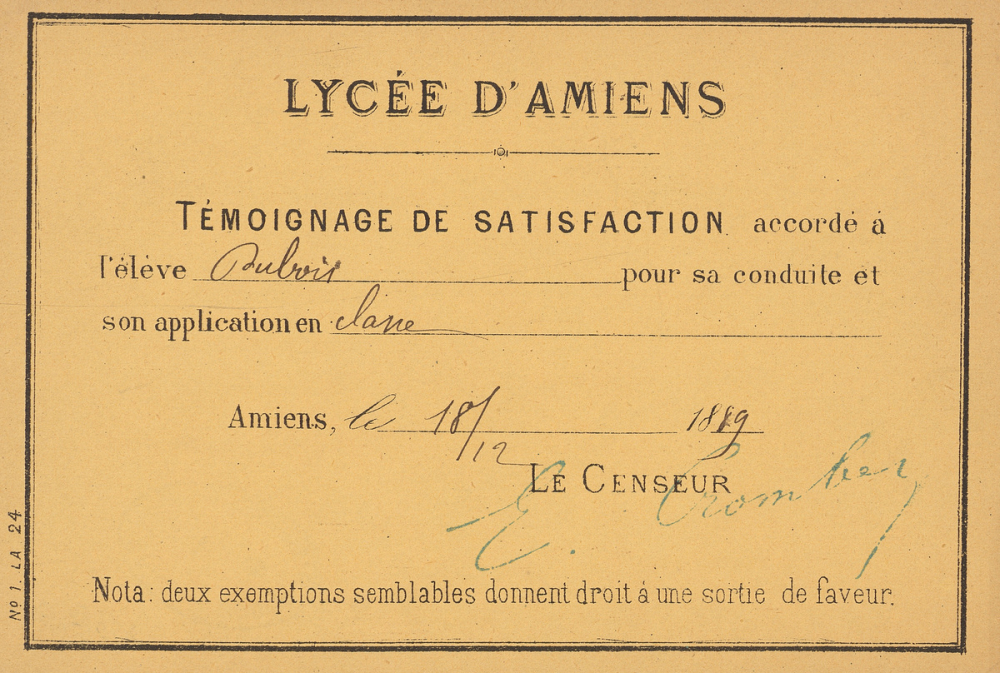 LYCÉE D'AMIENS
TÉMOIGNAGE DE SATISFACTION accordé à
l'élève Dubois pour sa conduite et
son application en classe
Amiens, le 18/12 1889
LE CENSEUR
E.
Nota: deux exemptions semblables donnent droit à une sortie de faveur.
Nº 1. LA 24